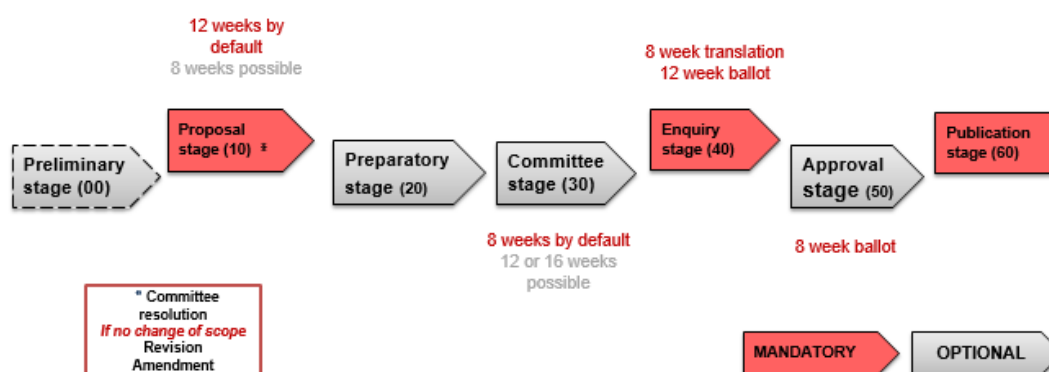 12 weeks by
default
8 weeks possible
8 week translation
12 week ballot
Preliminary
stage (00)
Proposal
stage (10) *
Preparatory
stage (20)
Committee
stage (30)
Enquiry
stage (40)
Approval
stage (50)
Publication
stage (60)
8 weeks by default
12 or 16 weeks
possible
8 week ballot
* Committee
resolution
If no change of scope
Revision
Amendment
MANDATORY
OPTIONAL